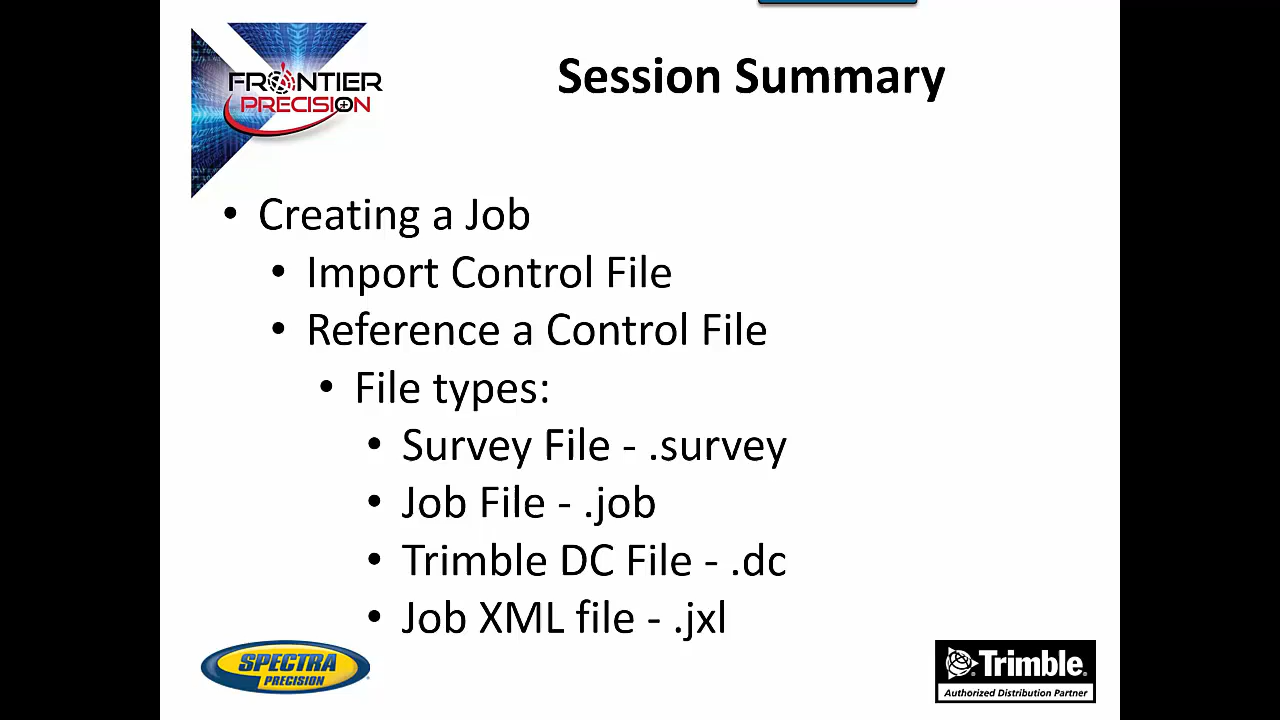 FRONTIER
PRECISION
Session Summary
• Creating a Job
• Import Control File
• Reference a Control File
• File types:
• Survey File - .survey
• Job File - .job
• Trimble DC File - .dc
• Job XML file - .jxl
SPECTRA
PRECISION
Trimble.
Authorized Distribution Partner